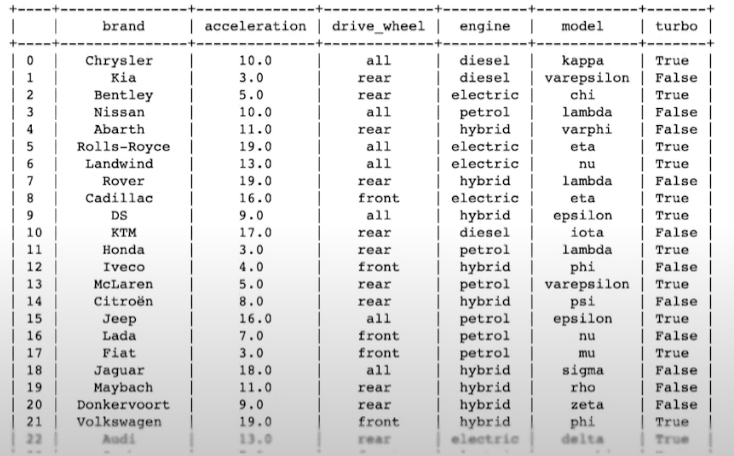 brand acceleration drive_wheel engine model turbo
0 Chrysler 10.0 all diesel kappa True
1 Kia 3.0 rear diesel varepsilon False
2 Bentley 5.0 rear electric chi True
3 Nissan 10.0 all petrol lambda False
4 Abarth 11.0 rear hybrid varphi False
5 Rolls-Royce 19.0 all electric eta True
6 Landwind 13.0 all electric nu True
7 Rover 19.0 rear hybrid lambda False
8 Cadillac 16.0 front electric eta True
9 DS 9.0 all hybrid epsilon True
10 KTM 17.0 rear diesel iota False
11 Honda 3.0 rear petrol lambda True
12 Iveco 4.0 front hybrid phi False
13 McLaren 5.0 rear petrol varepsilon True
14 Citroën 8.0 rear hybrid psi False
15 Jeep 16.0 all petrol epsilon True
16 Lada 7.0 front petrol nu False
17 Fiat 3.0 front petrol mu True
18 Jaguar 18.0 all hybrid sigma False
19 Maybach 11.0 rear hybrid rho False
20 Donkervoort 9.0 rear hybrid zeta False
21 Volkswagen 19.0 front hybrid phi True
22 Audi 13.0 rear electric delta True